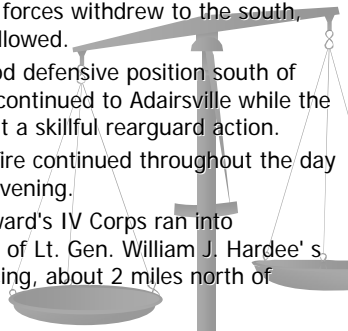 forces withdrew to the south,
llowed.
od defensive position south of
continued to Adairsville while the
t a skillful rearguard action.
ire continued throughout the day
vening.
ward's IV Corps ran into
of Lt. Gen. William J. Hardee' s
ing, about 2 miles north of